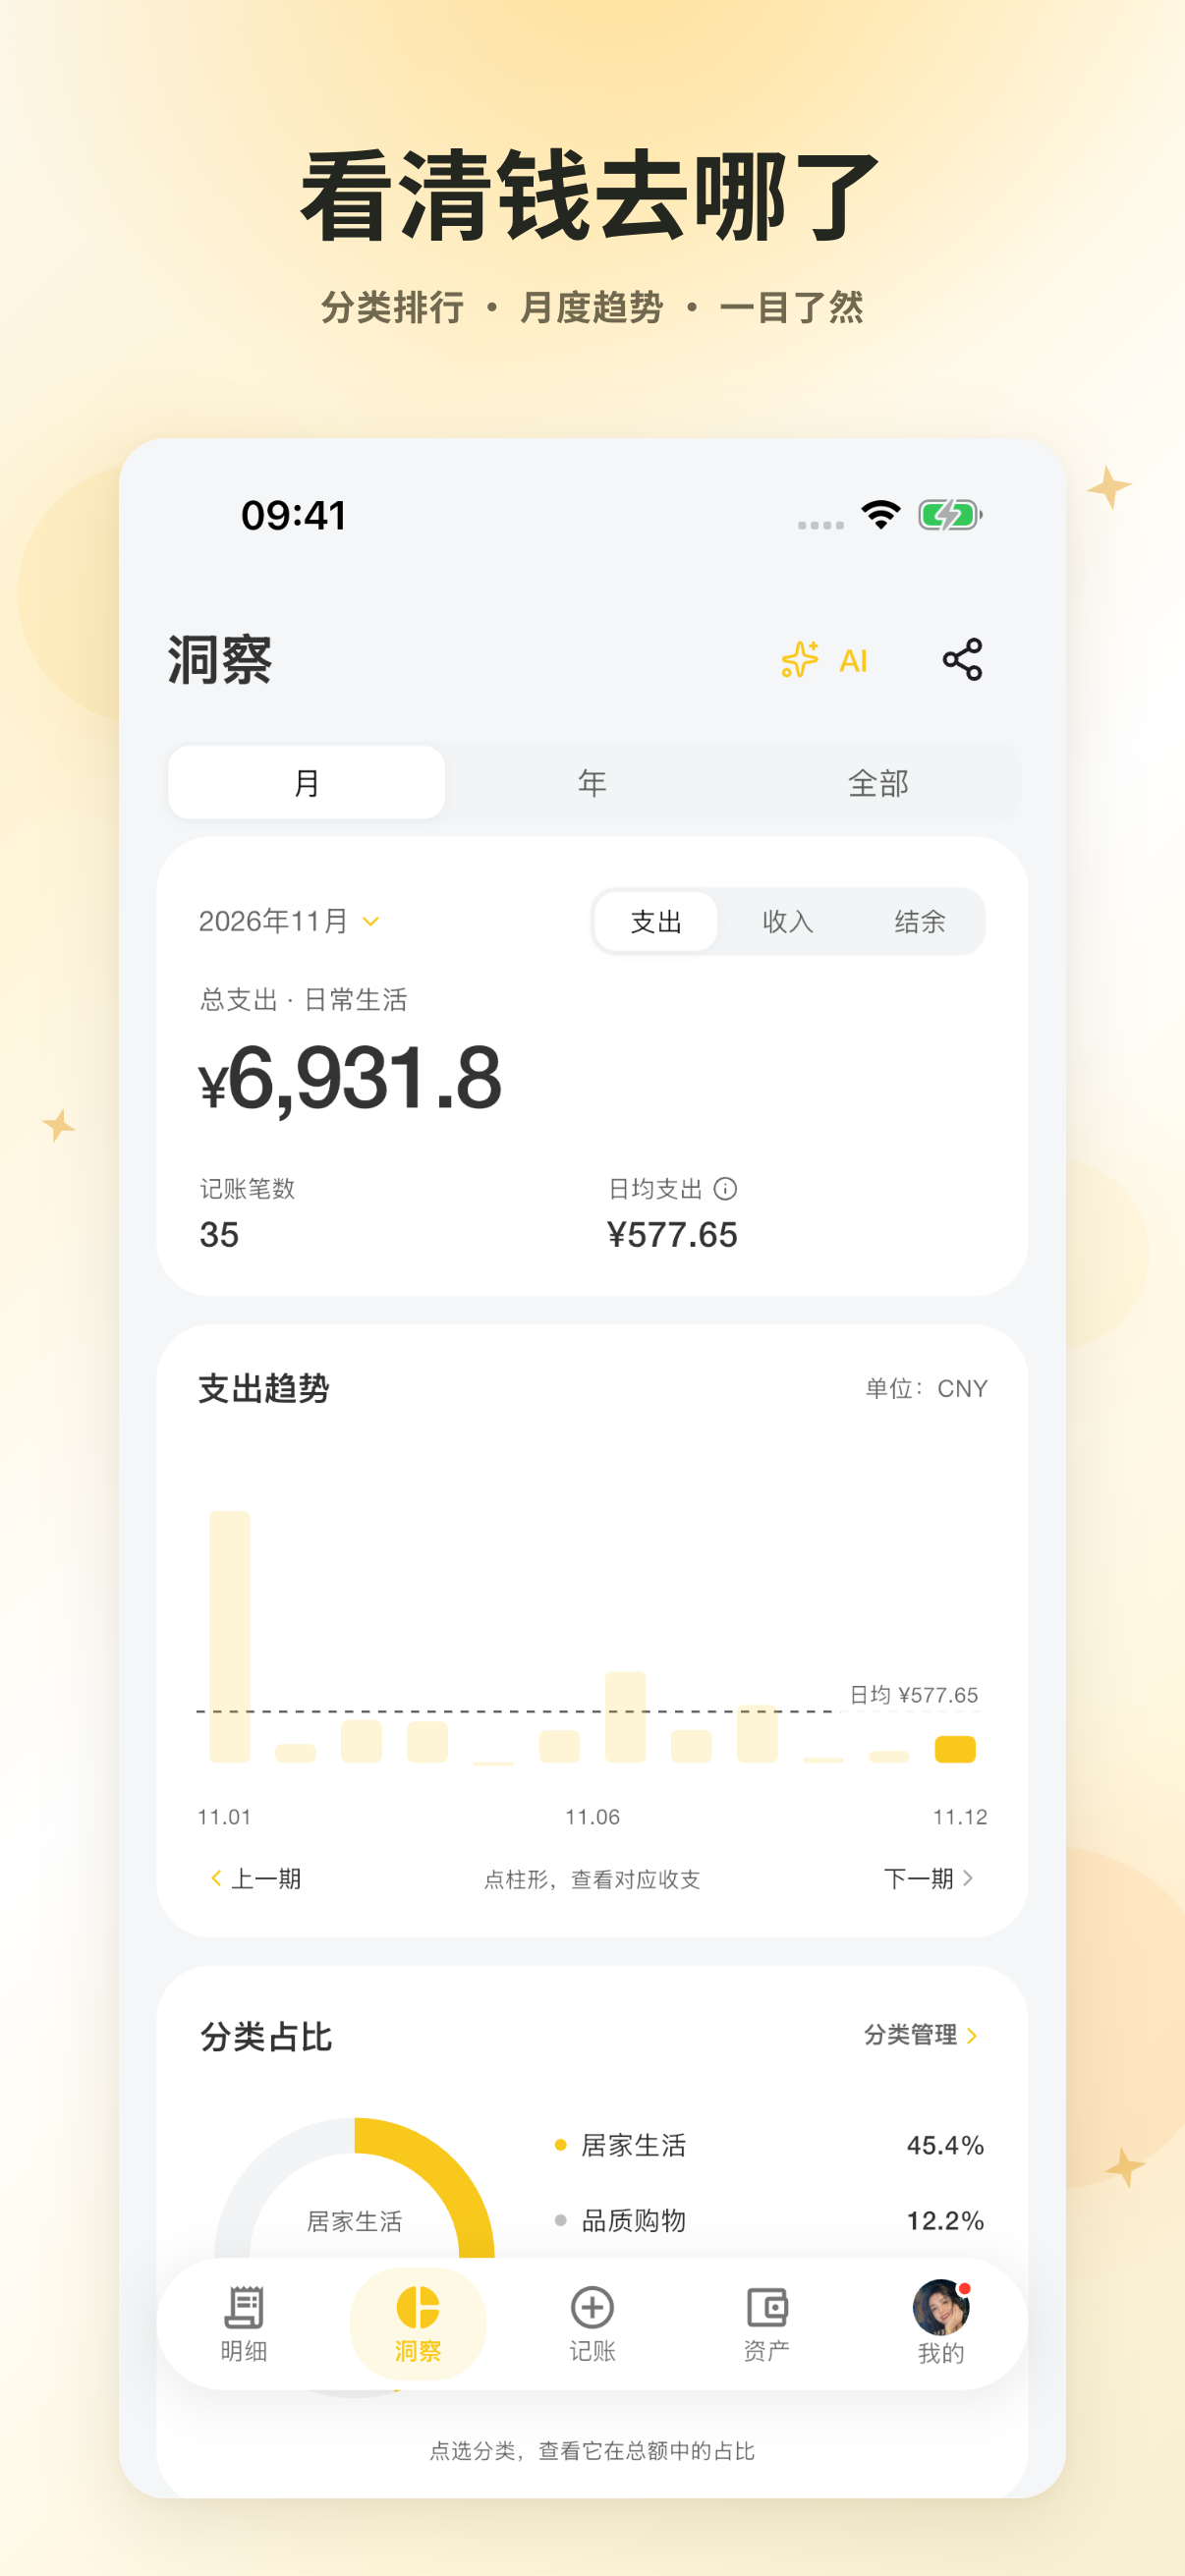 看清钱去哪了
分类排行 • 月度趋势 • 一目了然
09:41
洞察
AI
月 年 全部
2026年11月 支出 收入 结余
总支出 · 日常生活
¥6,931.8
记账笔数 日均支出
35 ¥577.65
支出趋势 单位：CNY
日均 ¥577.65
11.01 11.06 11.12
上一期 点柱形，查看对应收支 下一期
分类占比 分类管理
居家生活 45.4%
居家生活 品质购物 12.2%
明细 洞察 记账 资产 我的
点选分类，查看它在总额中的占比